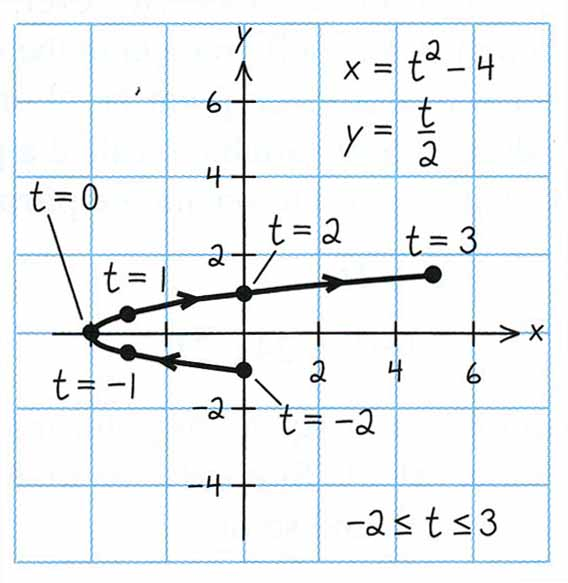 y
x = t² − 4
6
y = t/2
4
t = 0
t = 2
2
t = 3
t = 1
x
2 4 6
t = −1
−2
t = −2
−4
−2 ≤ t ≤ 3